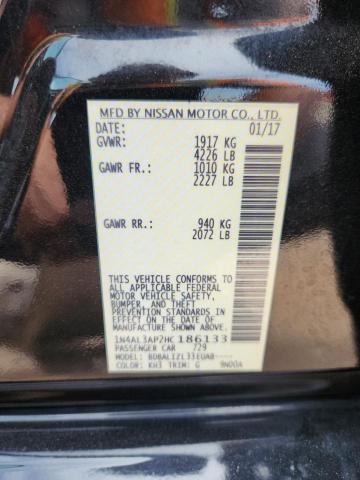 MFD BY NISSAN MOTOR CO., LTD.
DATE: 01/17
GVWR: 1917 KG
4226 LB
GAWR FR.: 1010 KG
2227 LB
GAWR RR.: 940 KG
2072 LB
THIS VEHICLE CONFORMS TO
ALL APPLICABLE FEDERAL
MOTOR VEHICLE SAFETY,
BUMPER, AND THEFT
PREVENTION STANDARDS IN
EFFECT ON THE DATE OF
MANUFACTURE SHOWN ABOVE.
1N4AL3AP7HC186133
PASSENGER CAR 729
MODEL:
COLOR: KH3 TRIM: G